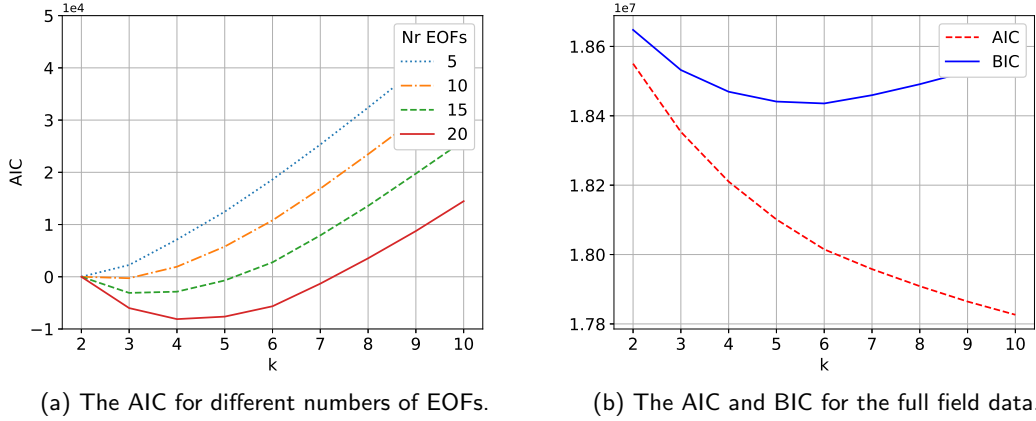 1e4
5
4
3
2
1
0
−1
AIC
2 3 4 5 6 7 8 9 10
k
Nr EOFs
5
10
15
20
(a) The AIC for different numbers of EOFs.
1e7
1.86
1.84
1.82
1.80
1.78
2 3 4 5 6 7 8 9 10
k
AIC
BIC
(b) The AIC and BIC for the full field data.